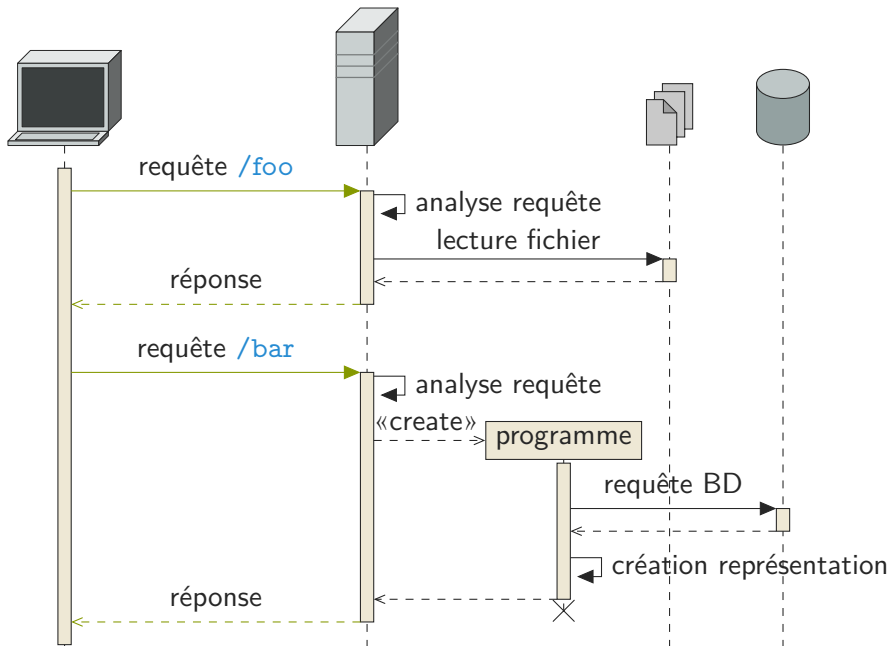 requête /foo
analyse requête
lecture fichier
réponse
requête /bar
analyse requête
«create»
programme
requête BD
création représentation
réponse